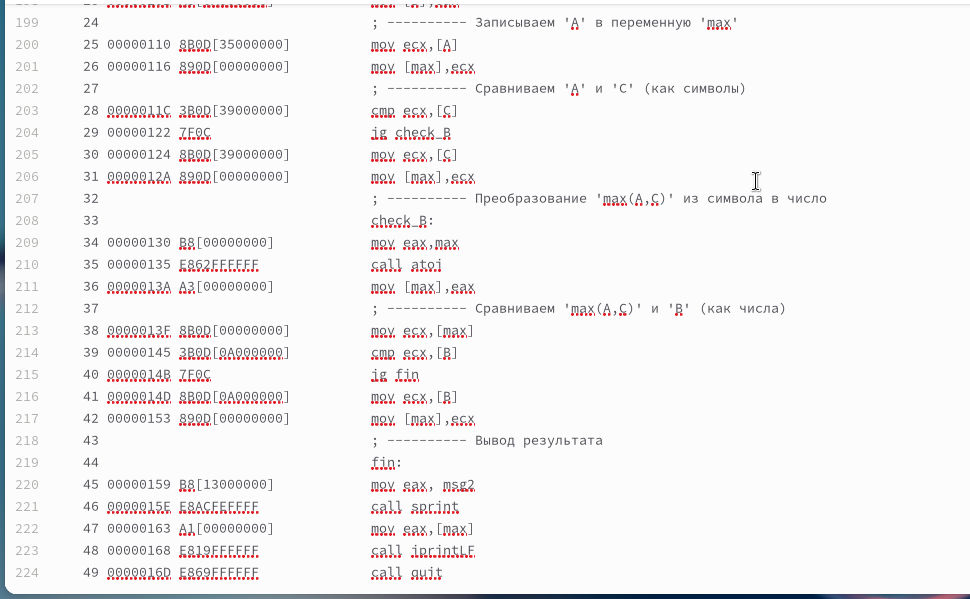 199 24 ; ---------- Записываем 'A' в переменную 'max'
200 25 00000110 8B0D[35000000] mov ecx,[A]
201 26 00000116 890D[00000000] mov [max],ecx
202 27 ; ---------- Сравниваем 'A' и 'C' (как символы)
203 28 0000011C 3B0D[39000000] cmp ecx,[C]
204 29 00000122 7F0C jg check_B
205 30 00000124 8B0D[39000000] mov ecx,[C]
206 31 0000012A 890D[00000000] mov [max],ecx
207 32 ; ---------- Преобразование 'max(A,C)' из символа в число
208 33 check_B:
209 34 00000130 B8[00000000] mov eax,max
210 35 00000135 E862FFFFFF call atoi
211 36 0000013A A3[00000000] mov [max],eax
212 37 ; ---------- Сравниваем 'max(A,C)' и 'B' (как числа)
213 38 0000013F 8B0D[00000000] mov ecx,[max]
214 39 00000145 3B0D[0A000000] cmp ecx,[B]
215 40 0000014B 7F0C jg fin
216 41 0000014D 8B0D[0A000000] mov ecx,[B]
217 42 00000153 890D[00000000] mov [max],ecx
218 43 ; ---------- Вывод результата
219 44 fin:
220 45 00000159 B8[13000000] mov eax, msg2
221 46 0000015E E8ACFEFFFF call sprint
222 47 00000163 A1[00000000] mov eax,[max]
223 48 00000168 E819FFFFFF call iprintLF
224 49 0000016D E869FFFFFF call quit